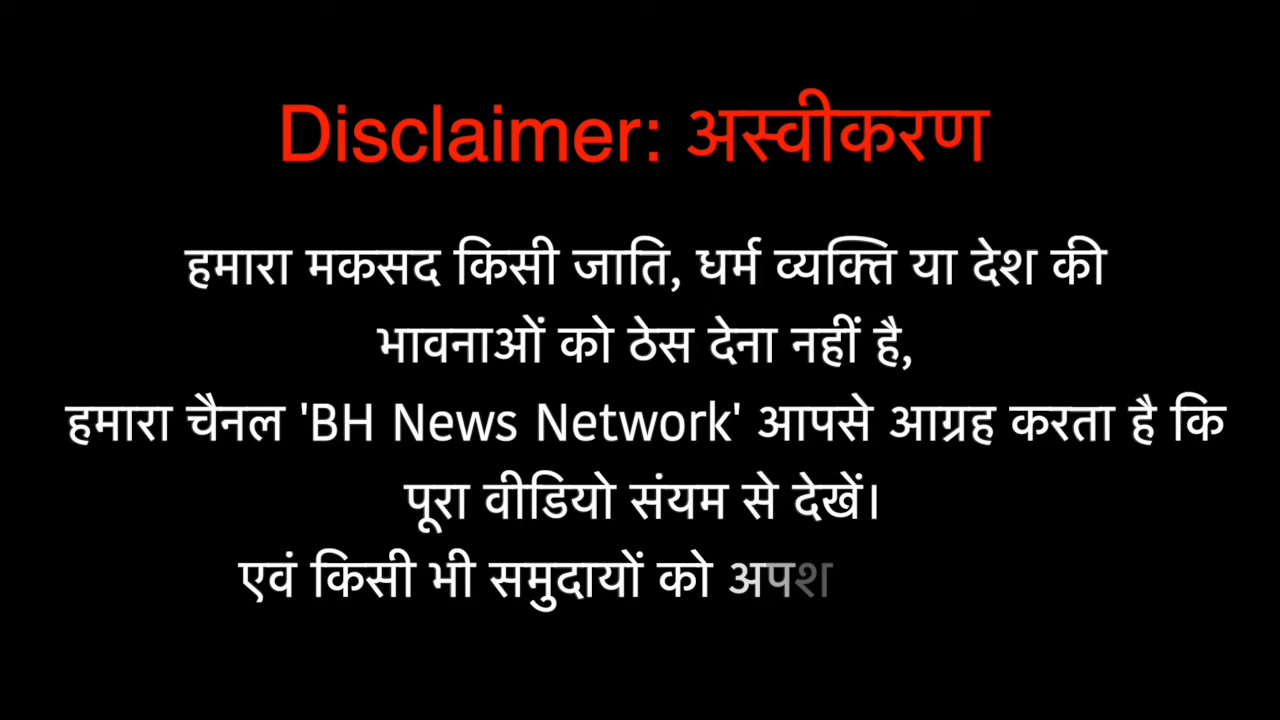 Disclaimer: अस्वीकरण
हमारा मकसद किसी जाति, धर्म व्यक्ति या देश की
भावनाओं को ठेस देना नहीं है,
हमारा चैनल 'BH News Network' आपसे आग्रह करता है कि
पूरा वीडियो संयम से देखें।
एवं किसी भी समुदायों को अपश